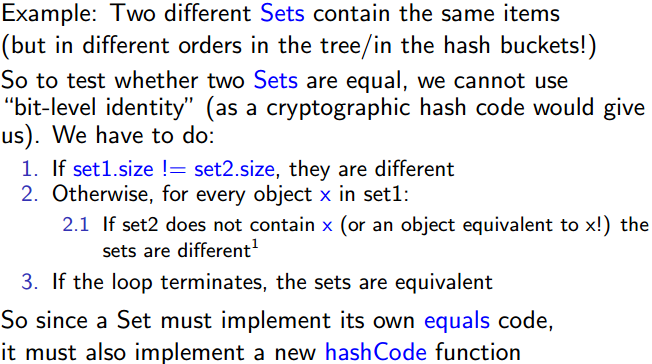 Example: Two different Sets contain the same items
(but in different orders in the tree/in the hash buckets!)
So to test whether two Sets are equal, we cannot use
“bit-level identity” (as a cryptographic hash code would give
us). We have to do:
1. If set1.size != set2.size, they are different
2. Otherwise, for every object x in set1:
2.1 If set2 does not contain x (or an object equivalent to x!) the
sets are different1
3. If the loop terminates, the sets are equivalent
So since a Set must implement its own equals code,
it must also implement a new hashCode function